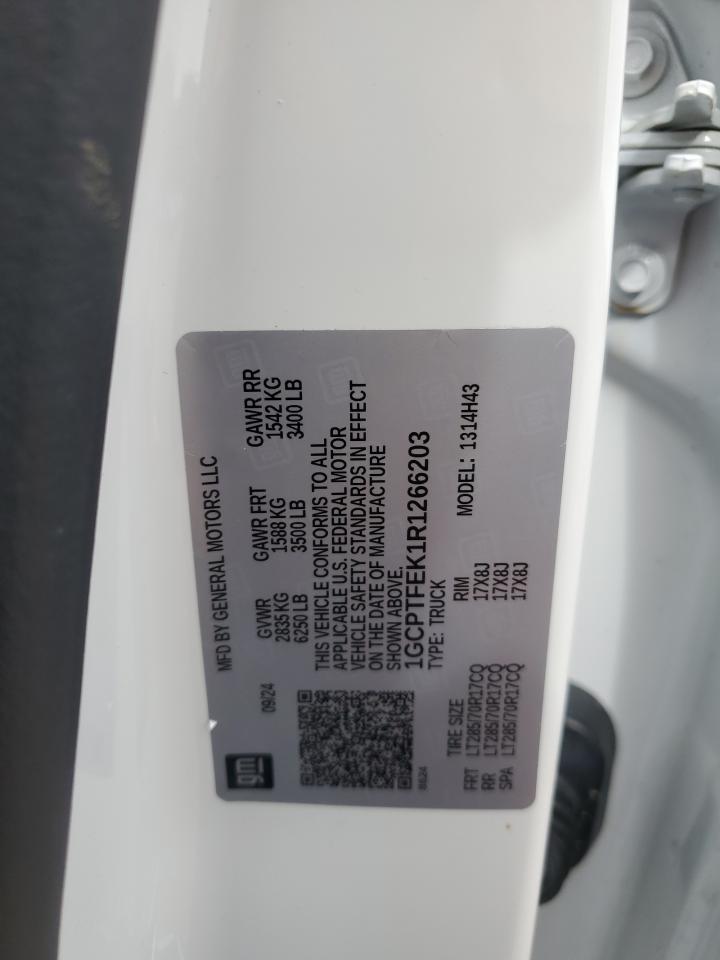 gm
MFD BY GENERAL MOTORS LLC
09/24
GVWR GAWR FRT GAWR RR
2835 KG 1588 KG 1542 KG
6250 LB 3500 LB 3400 LB
THIS VEHICLE CONFORMS TO ALL
APPLICABLE U.S. FEDERAL MOTOR
VEHICLE SAFETY STANDARDS IN EFFECT
ON THE DATE OF MANUFACTURE
SHOWN ABOVE.
1GCPTFEK1R1266203
TYPE: TRUCK
MODEL: 1314H43
TIRE SIZE RIM
FRT LT285/70R17CQ 17X8J
RR LT285/70R17CQ 17X8J
SPA LT285/70R17CQ 17X8J